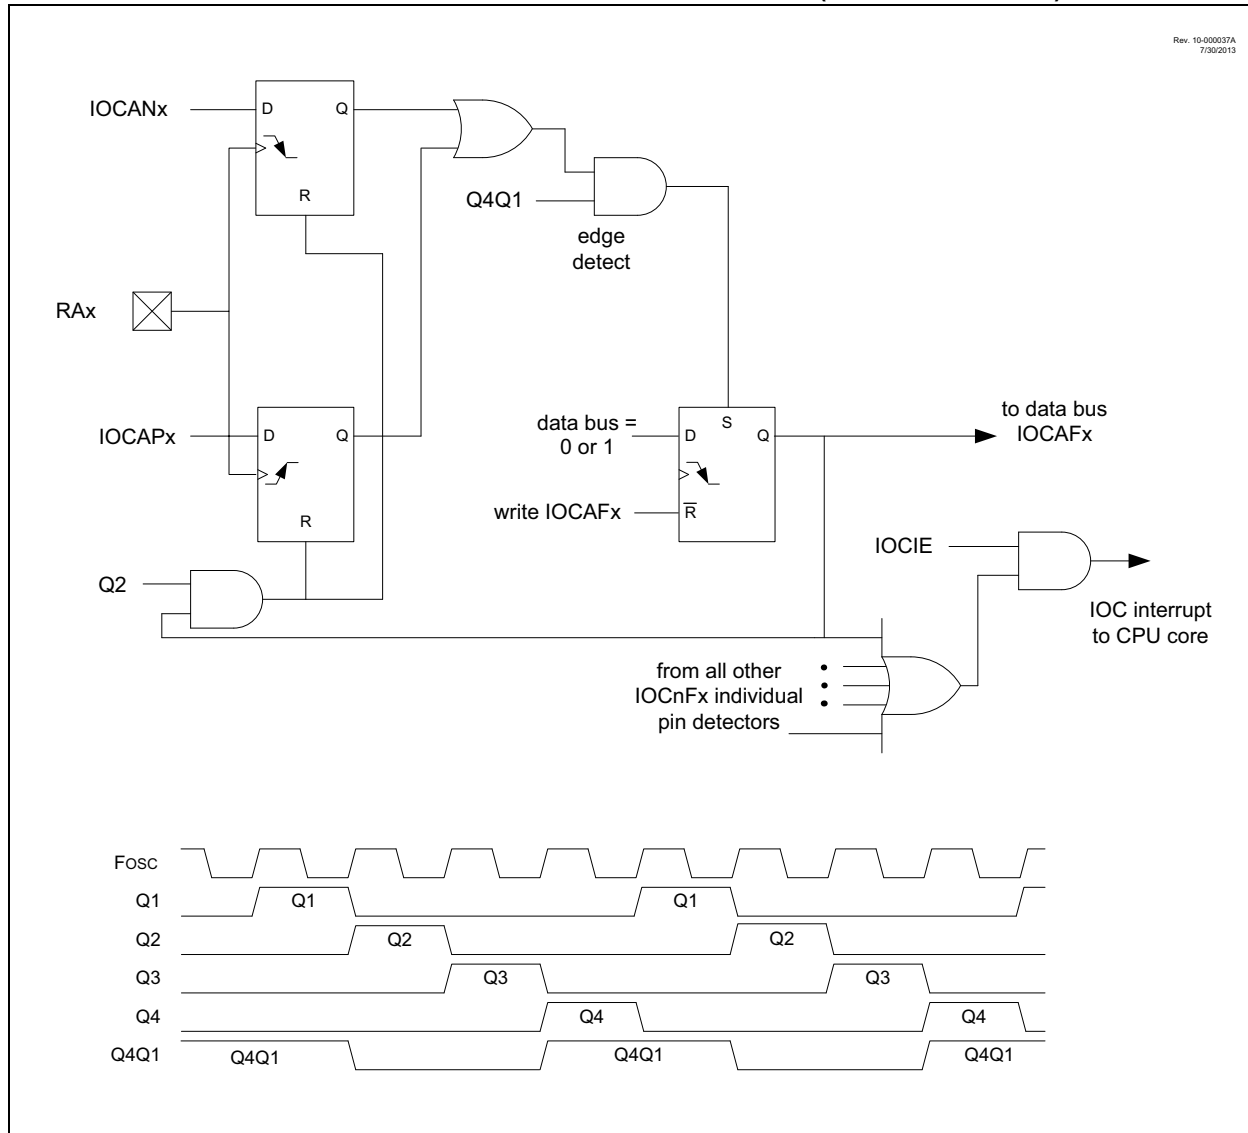 Rev. 10-000037A
7/30/2013
IOCANx
D
Q
R
Q4Q1
edge
detect
RAx
IOCAPx
D
Q
R
data bus =
0 or 1
S
D
Q
to data bus
IOCAFx
write IOCAFx
R
IOCIE
Q2
IOC interrupt
to CPU core
from all other
IOCnFx individual
pin detectors
FOSC
Q1
Q1
Q1
Q2
Q2
Q2
Q3
Q3
Q3
Q4
Q4
Q4
Q4Q1
Q4Q1
Q4Q1
Q4Q1